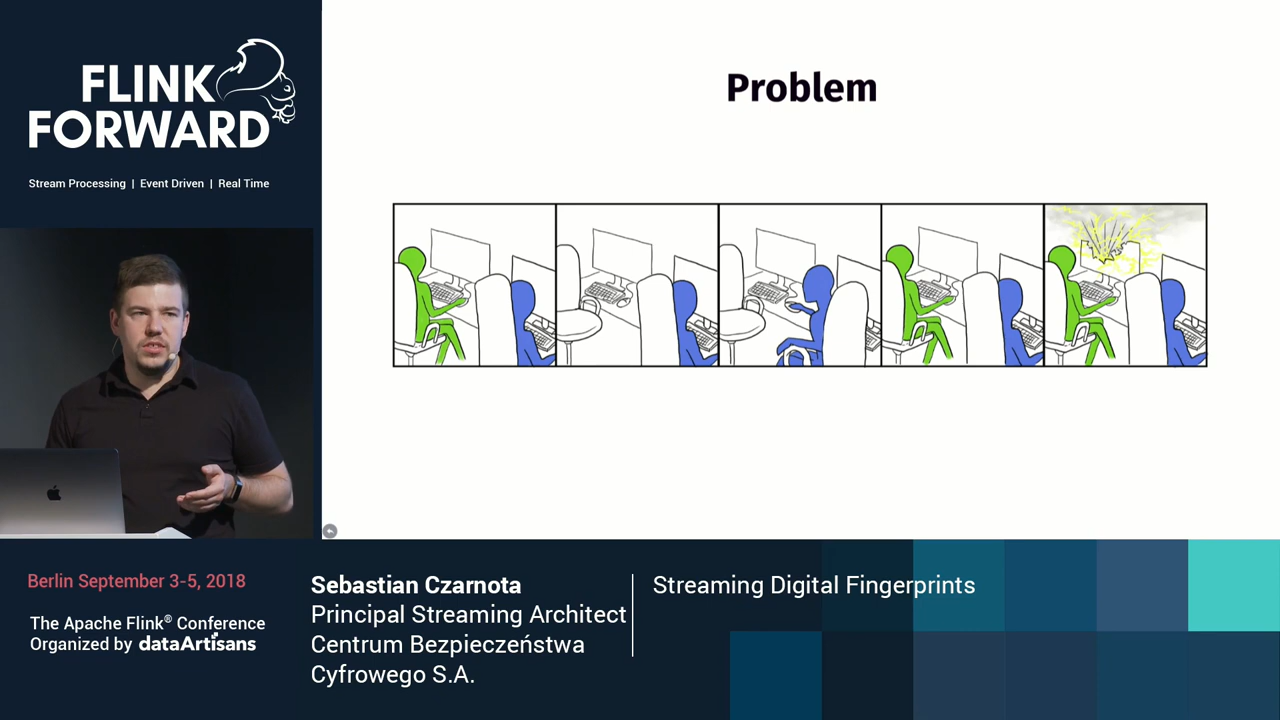 FLINK
FORWARD
Stream Processing | Event Driven | Real Time
Problem
Berlin September 3-5, 2018
The Apache Flink® Conference
Organized by dataArtisans
Sebastian Czarnota
Principal Streaming Architect
Centrum Bezpieczeństwa
Cyfrowego S.A.
Streaming Digital Fingerprints